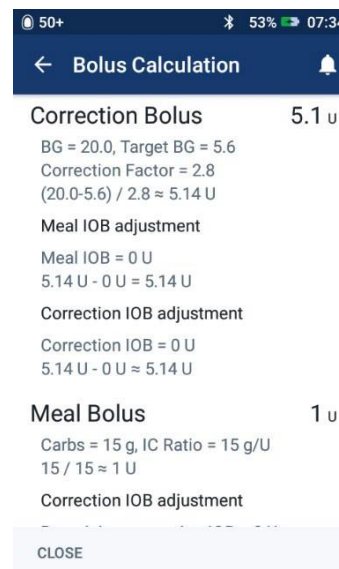 50+ 53% 07:34
Bolus Calculation
Correction Bolus 5.1 U
BG = 20.0, Target BG = 5.6
Correction Factor = 2.8
(20.0-5.6) / 2.8 ≈ 5.14 U
Meal IOB adjustment
Meal IOB = 0 U
5.14 U - 0 U = 5.14 U
Correction IOB adjustment
Correction IOB = 0 U
5.14 U - 0 U ≈ 5.14 U
Meal Bolus 1 U
Carbs = 15 g, IC Ratio = 15 g/U
15 / 15 ≈ 1 U
Correction IOB adjustment
CLOSE